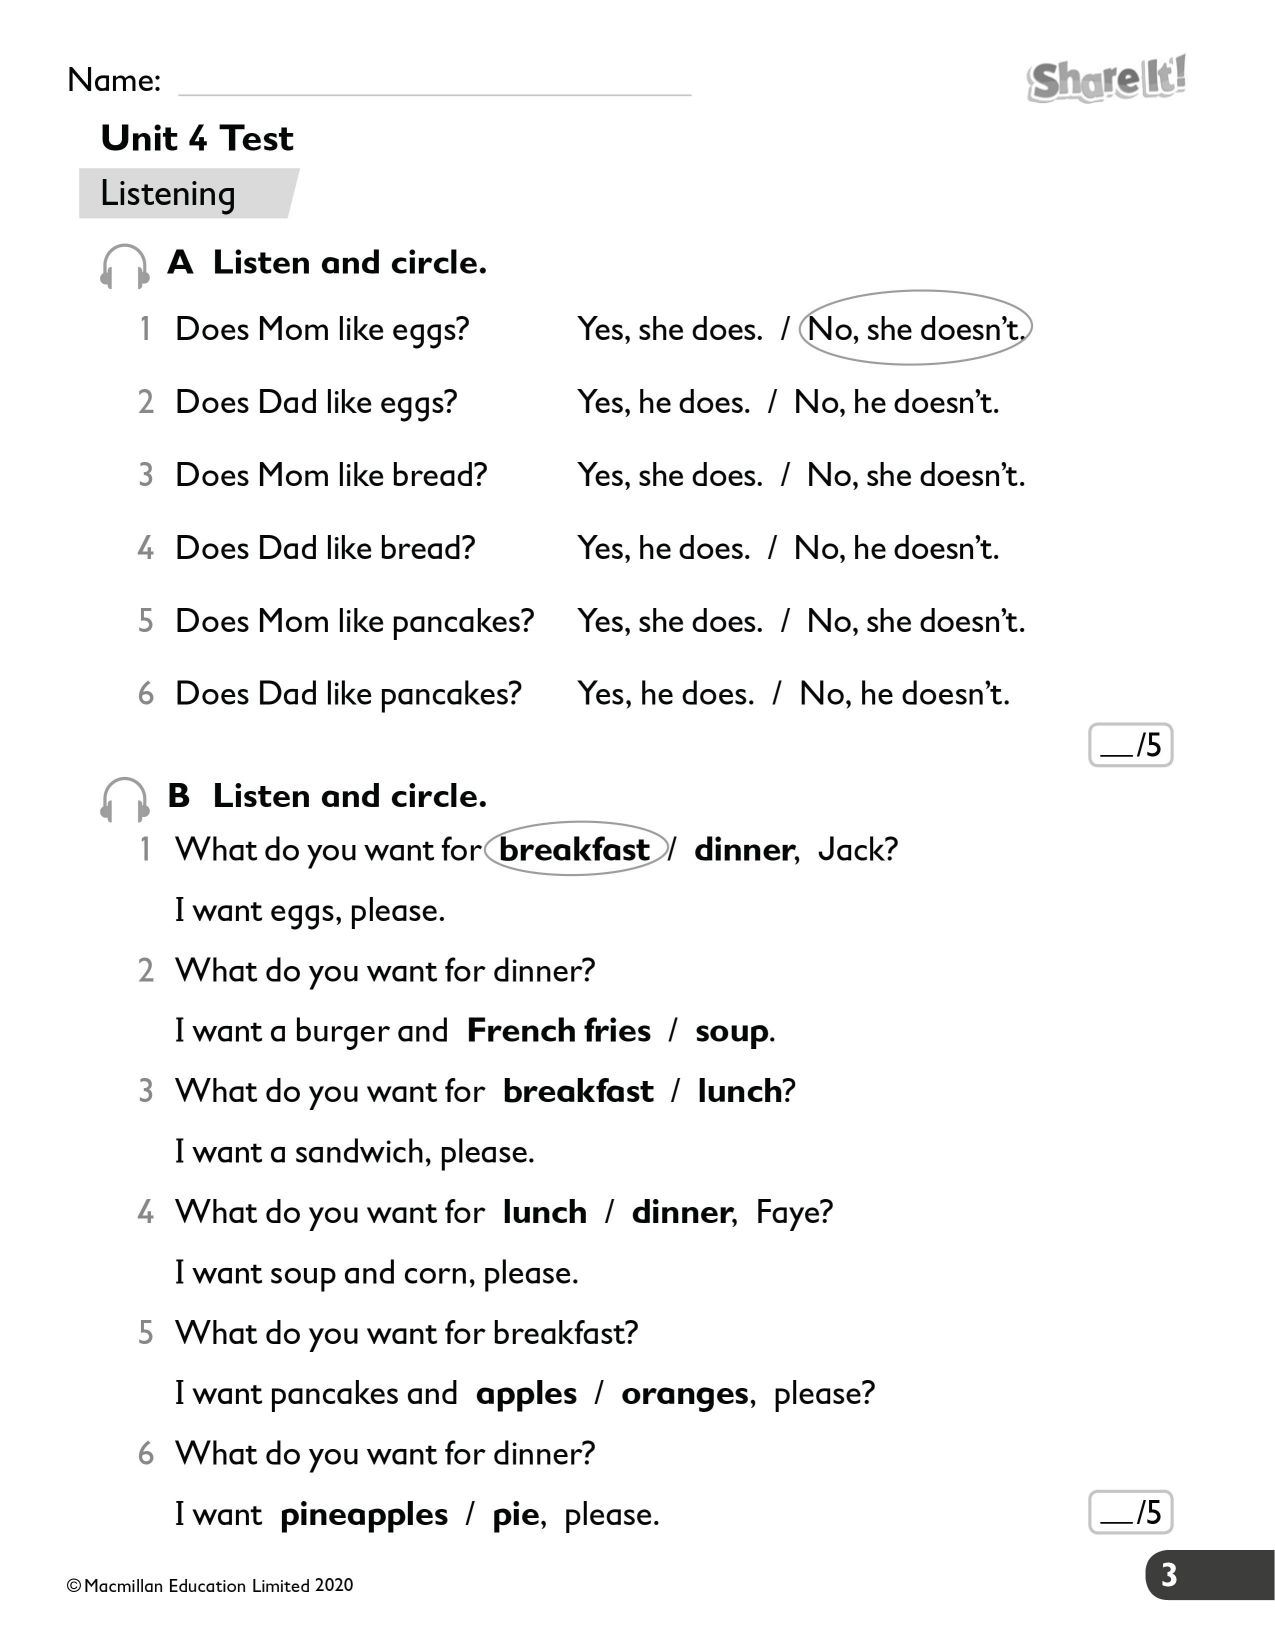 Name:
Share It!
Unit 4 Test
Listening
A Listen and circle.
1 Does Mom like eggs? Yes, she does. / No, she doesn’t.
2 Does Dad like eggs? Yes, he does. / No, he doesn’t.
3 Does Mom like bread? Yes, she does. / No, she doesn’t.
4 Does Dad like bread? Yes, he does. / No, he doesn’t.
5 Does Mom like pancakes? Yes, she does. / No, she doesn’t.
6 Does Dad like pancakes? Yes, he does. / No, he doesn’t.
__/5
B Listen and circle.
1 What do you want for breakfast / dinner, Jack?
I want eggs, please.
2 What do you want for dinner?
I want a burger and French fries / soup.
3 What do you want for breakfast / lunch?
I want a sandwich, please.
4 What do you want for lunch / dinner, Faye?
I want soup and corn, please.
5 What do you want for breakfast?
I want pancakes and apples / oranges, please?
6 What do you want for dinner?
I want pineapples / pie, please.
__/5
© Macmillan Education Limited 2020
3